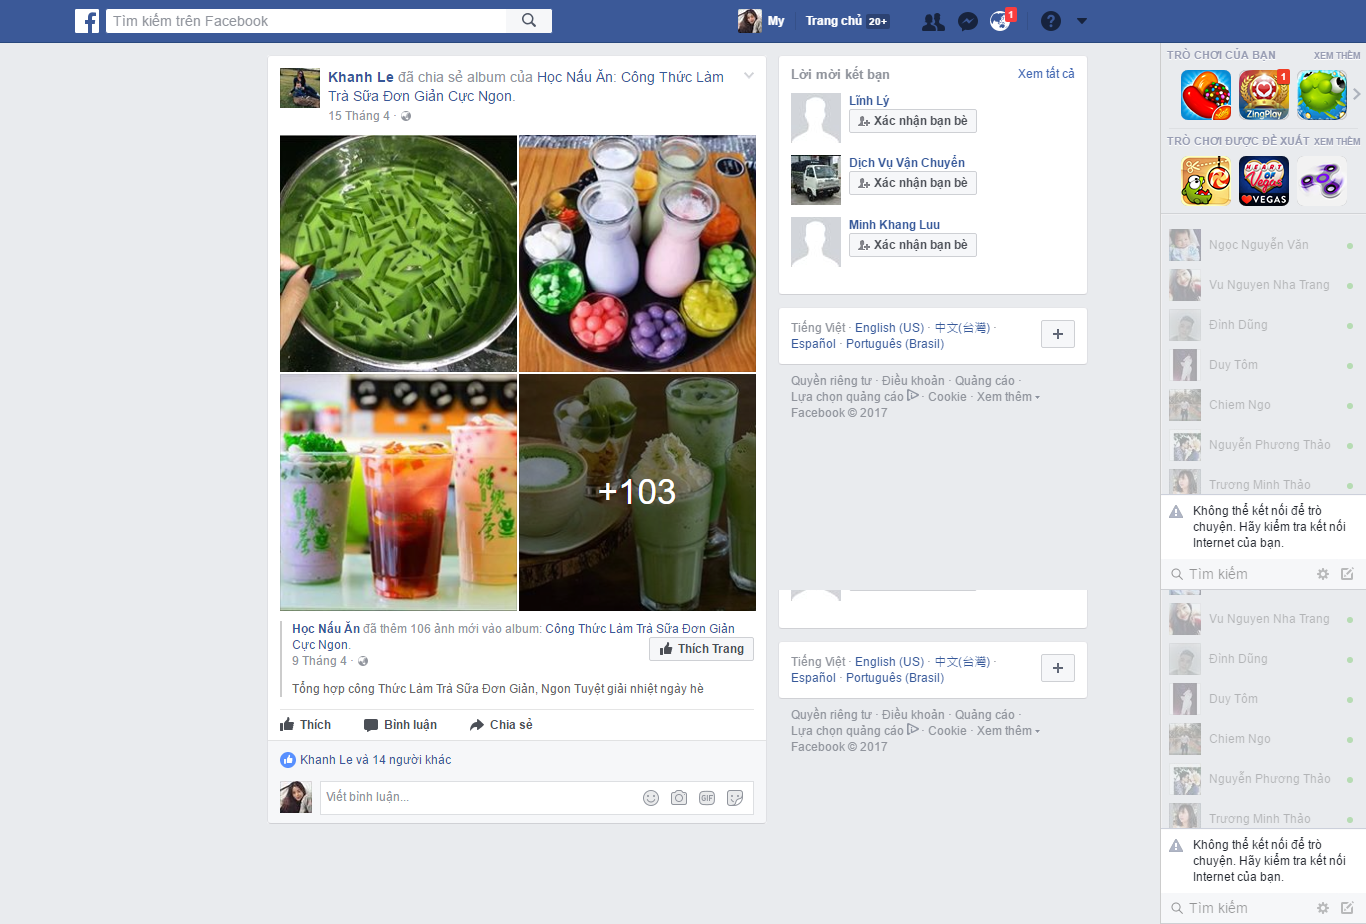 Tìm kiếm trên Facebook
My
Trang chủ 20+
1
Khanh Le đã chia sẻ album của Học Nấu Ăn: Công Thức Làm
Trà Sữa Đơn Giản Cực Ngon.
15 Tháng 4 ·
+103
Học Nấu Ăn đã thêm 106 ảnh mới vào album: Công Thức Làm Trà Sữa Đơn Giản
Cực Ngon.
9 Tháng 4 ·
Thích Trang
Tổng hợp công Thức Làm Trà Sữa Đơn Giản, Ngon Tuyệt giải nhiệt ngày hè
Thích
Bình luận
Chia sẻ
Khanh Le và 14 người khác
Viết bình luận...
GIF
Lời mời kết bạn
Xem tất cả
Lĩnh Lý
Xác nhận bạn bè
Dịch Vụ Vận Chuyển
Xác nhận bạn bè
Minh Khang Luu
Xác nhận bạn bè
Tiếng Việt · English (US) · 中文(台灣) ·
Español · Português (Brasil)
Quyền riêng tư · Điều khoản · Quảng cáo ·
Lựa chọn quảng cáo · Cookie · Xem thêm
Facebook © 2017
Tiếng Việt · English (US) · 中文(台灣) ·
Español · Português (Brasil)
Quyền riêng tư · Điều khoản · Quảng cáo ·
Lựa chọn quảng cáo · Cookie · Xem thêm
Facebook © 2017
TRÒ CHƠI CỦA BẠN
XEM THÊM
1
ZingPlay
TRÒ CHƠI ĐƯỢC ĐỀ XUẤT
XEM THÊM
HEART OF Vegas
VEGAS
Ngọc Nguyễn Văn
Vu Nguyen Nha Trang
Đình Dũng
Duy Tôm
Chiem Ngo
Nguyễn Phương Thảo
Trương Minh Thảo
Không thể kết nối để trò
chuyện. Hãy kiểm tra kết nối
Internet của bạn.
Tìm kiếm
Vu Nguyen Nha Trang
Đình Dũng
Duy Tôm
Chiem Ngo
Nguyễn Phương Thảo
Trương Minh Thảo
Không thể kết nối để trò
chuyện. Hãy kiểm tra kết nối
Internet của bạn.
Tìm kiếm